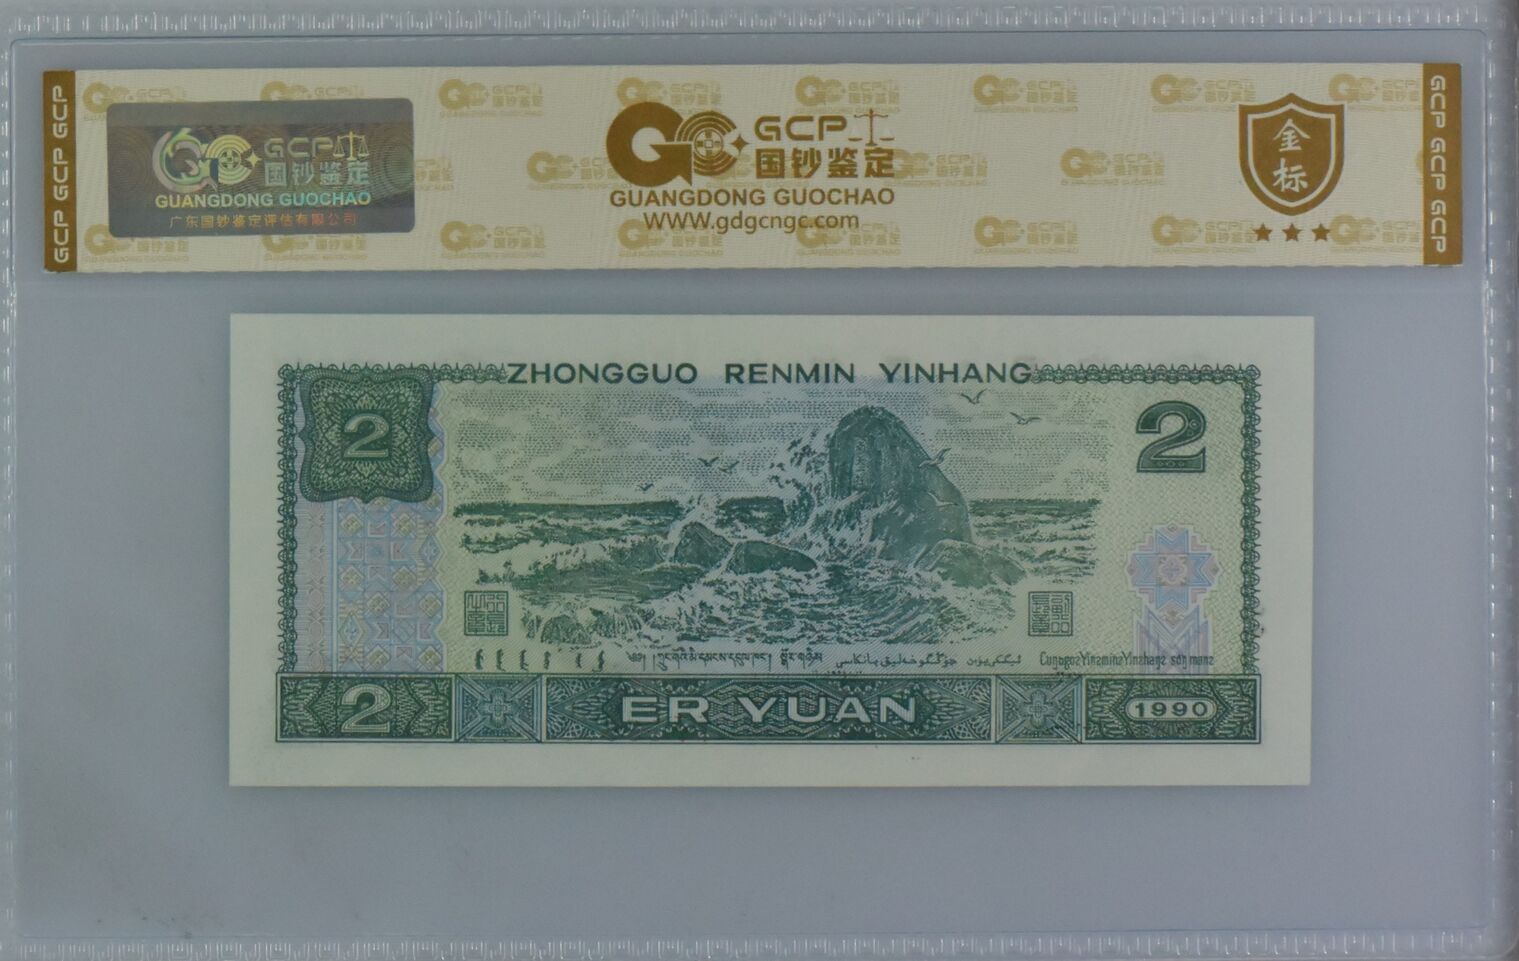 GCP GCP GCP
GCP 国钞鉴定
GUANGDONG GUOCHAO
广东国钞鉴定评估有限公司
GCP 国钞鉴定
GUANGDONG GUOCHAO
WWW.gdgcngc.com
金标
GCP GCP GCP
ZHONGGUO RENMIN YINHANG
2
2
2
ER YUAN
1990